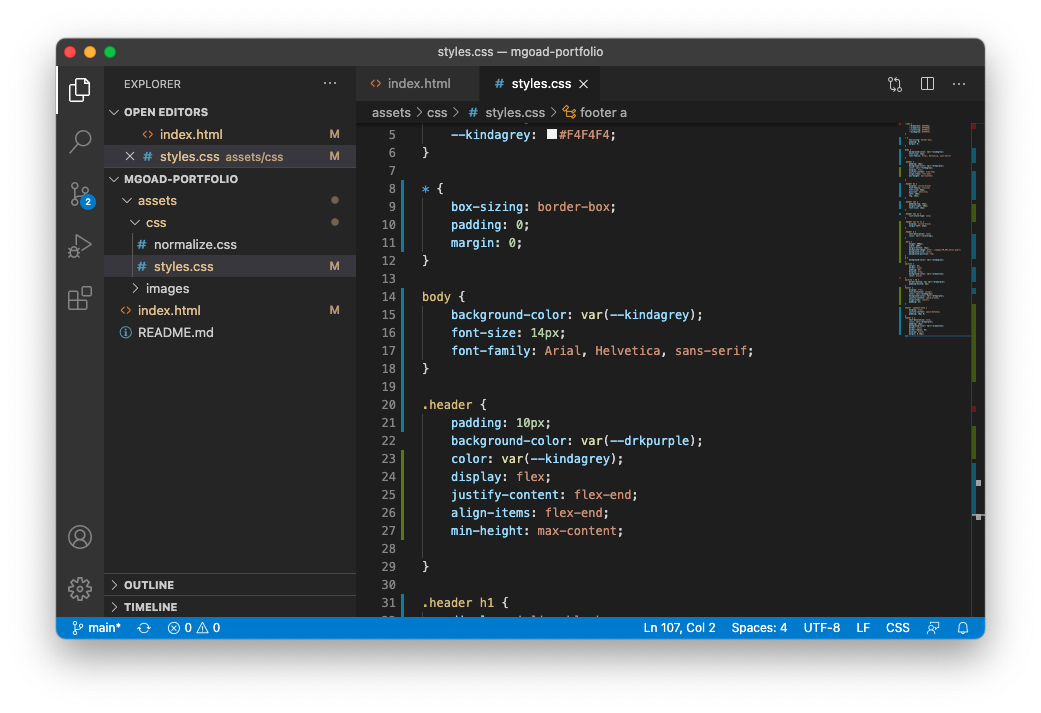 styles.css — mgoad-portfolio
EXPLORER ···
index.html
# styles.css ×
···
OPEN EDITORS
<> index.html M
× # styles.css assets/css M
MGOAD-PORTFOLIO
assets
css
# normalize.css
# styles.css M
images
<> index.html M
README.md
OUTLINE
TIMELINE
2
assets > css > # styles.css > footer a
5 --kindagrey: #F4F4F4;
6 }
7
8 * {
9 box-sizing: border-box;
10 padding: 0;
11 margin: 0;
12 }
13
14 body {
15 background-color: var(--kindagrey);
16 font-size: 14px;
17 font-family: Arial, Helvetica, sans-serif;
18 }
19
20 .header {
21 padding: 10px;
22 background-color: var(--drkpurple);
23 color: var(--kindagrey);
24 display: flex;
25 justify-content: flex-end;
26 align-items: flex-end;
27 min-height: max-content;
28
29 }
30
31 .header h1 {
main* 0 0 Ln 107, Col 2 Spaces: 4 UTF-8 LF CSS